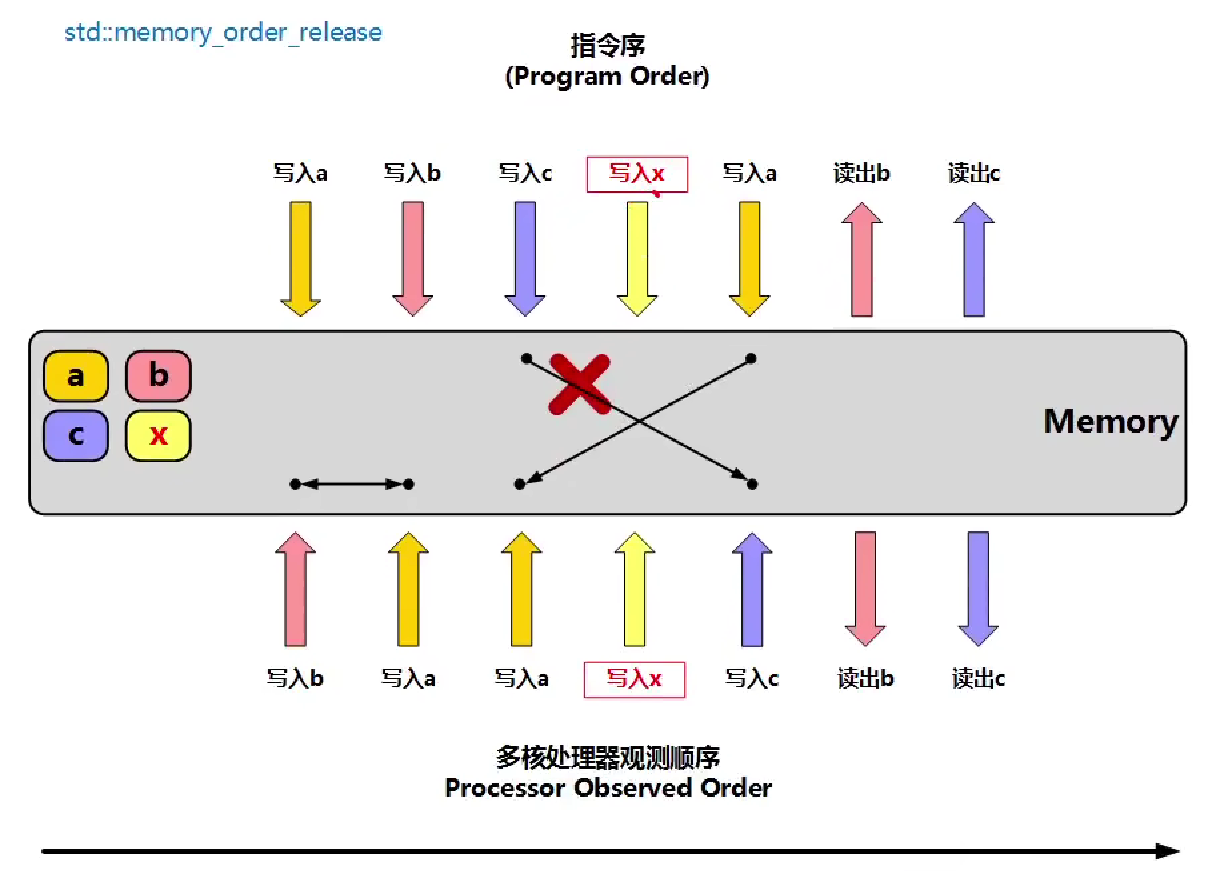 std::memory_order_release
指令序
(Program Order)
写入a 写入b 写入c 写入x 写入a 读出b 读出c
a b
c x
Memory
写入b 写入a 写入a 写入x 写入c 读出b 读出c
多核处理器观测顺序
Processor Observed Order